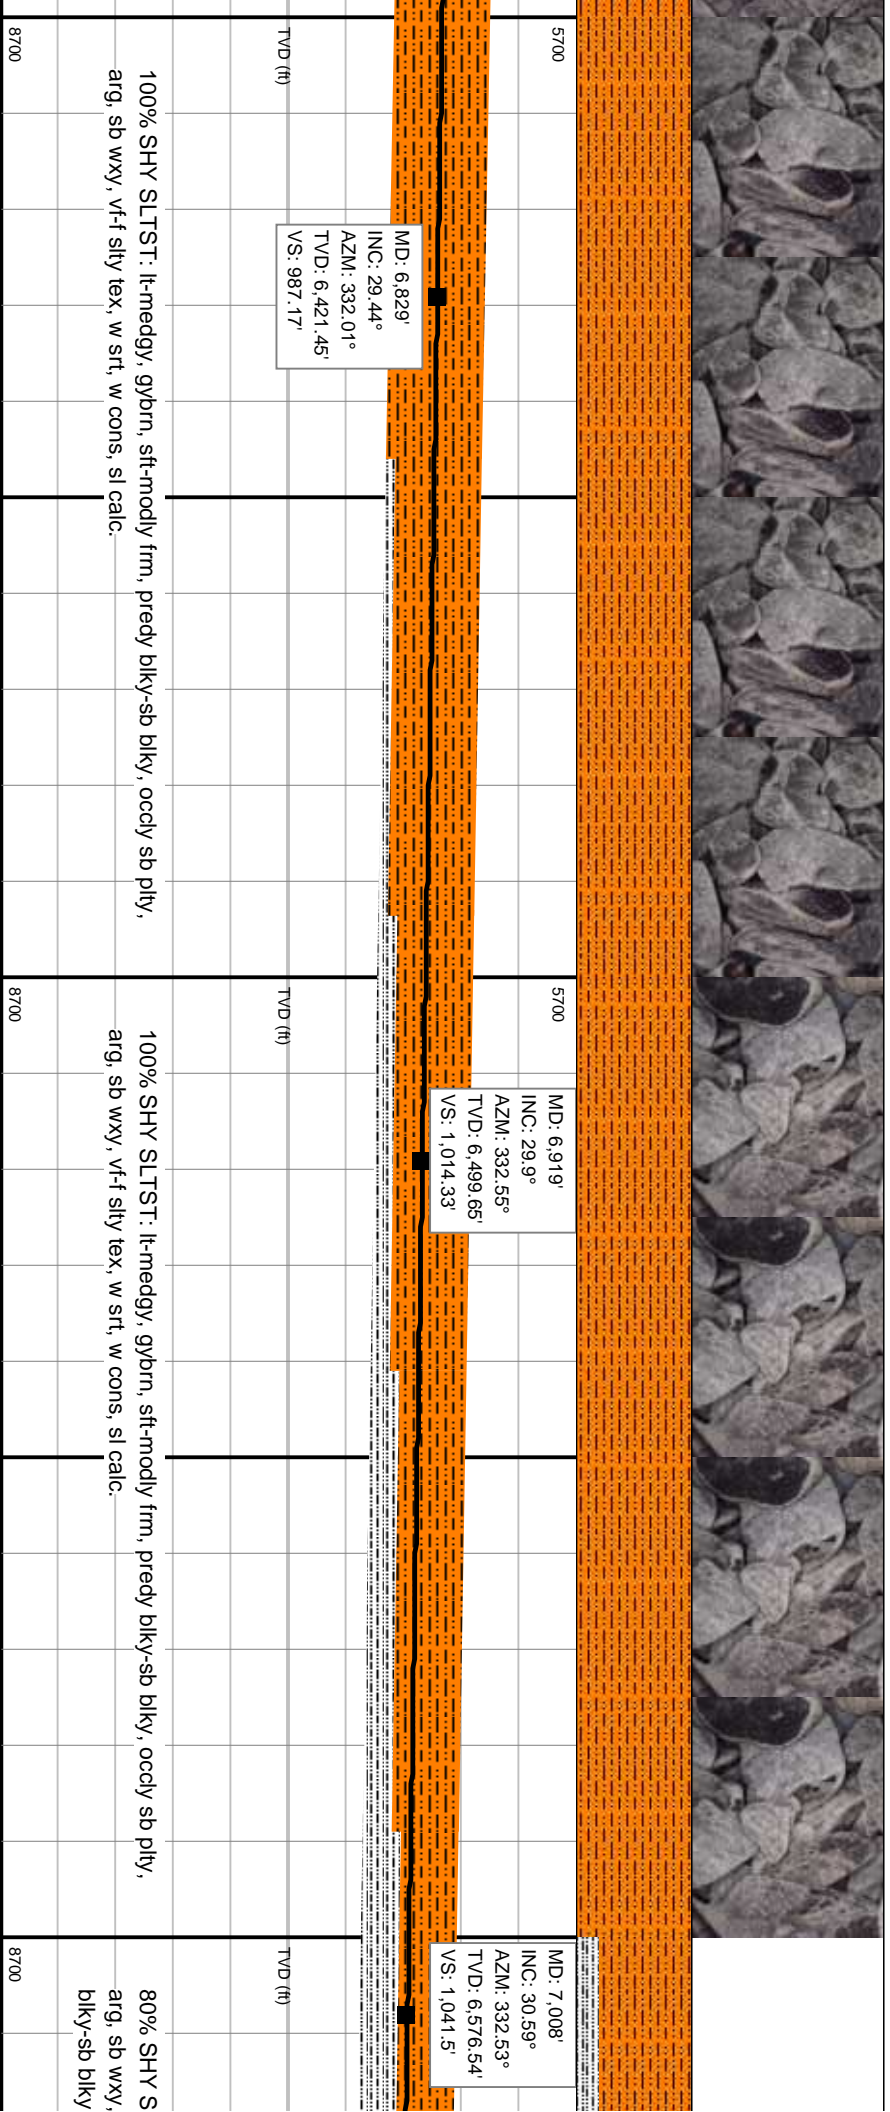 5700
TVD (ft)
8700
MD: 6,829'
INC: 29.44°
AZM: 332.01°
TVD: 6,421.45'
VS: 987.17'
100% SHY SLTST: lt-medgy, gybrn, sft-modly frm, predy blky-sb blky, occly sb plty,
arg, sb wxy, vf-f slty tex, w srt, w cons, sl calc.
5700
TVD (ft)
8700
MD: 6,919'
INC: 29.9°
AZM: 332.55°
TVD: 6,499.65'
VS: 1,014.33'
100% SHY SLTST: lt-medgy, gybrn, sft-modly frm, predy blky-sb blky, occly sb plty,
arg, sb wxy, vf-f slty tex, w srt, w cons, sl calc.
MD: 7,008'
INC: 30.59°
AZM: 332.53°
TVD: 6,576.54'
VS: 1,041.5'
TVD (ft)
8700
80% SHY S
arg, sb wxy,
blky-sb blky